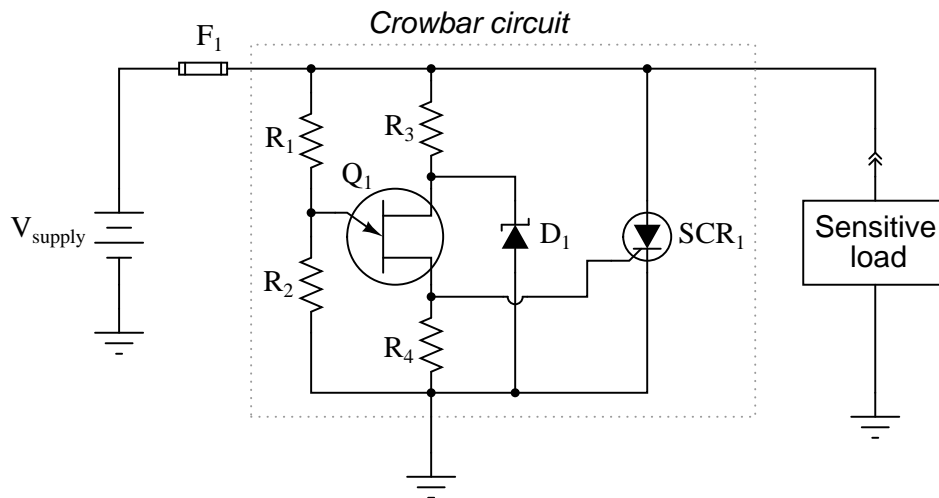 Crowbar circuit
F1
R1
R3
Q1
Vsupply
D1
SCR1
Sensitive
load
R2
R4